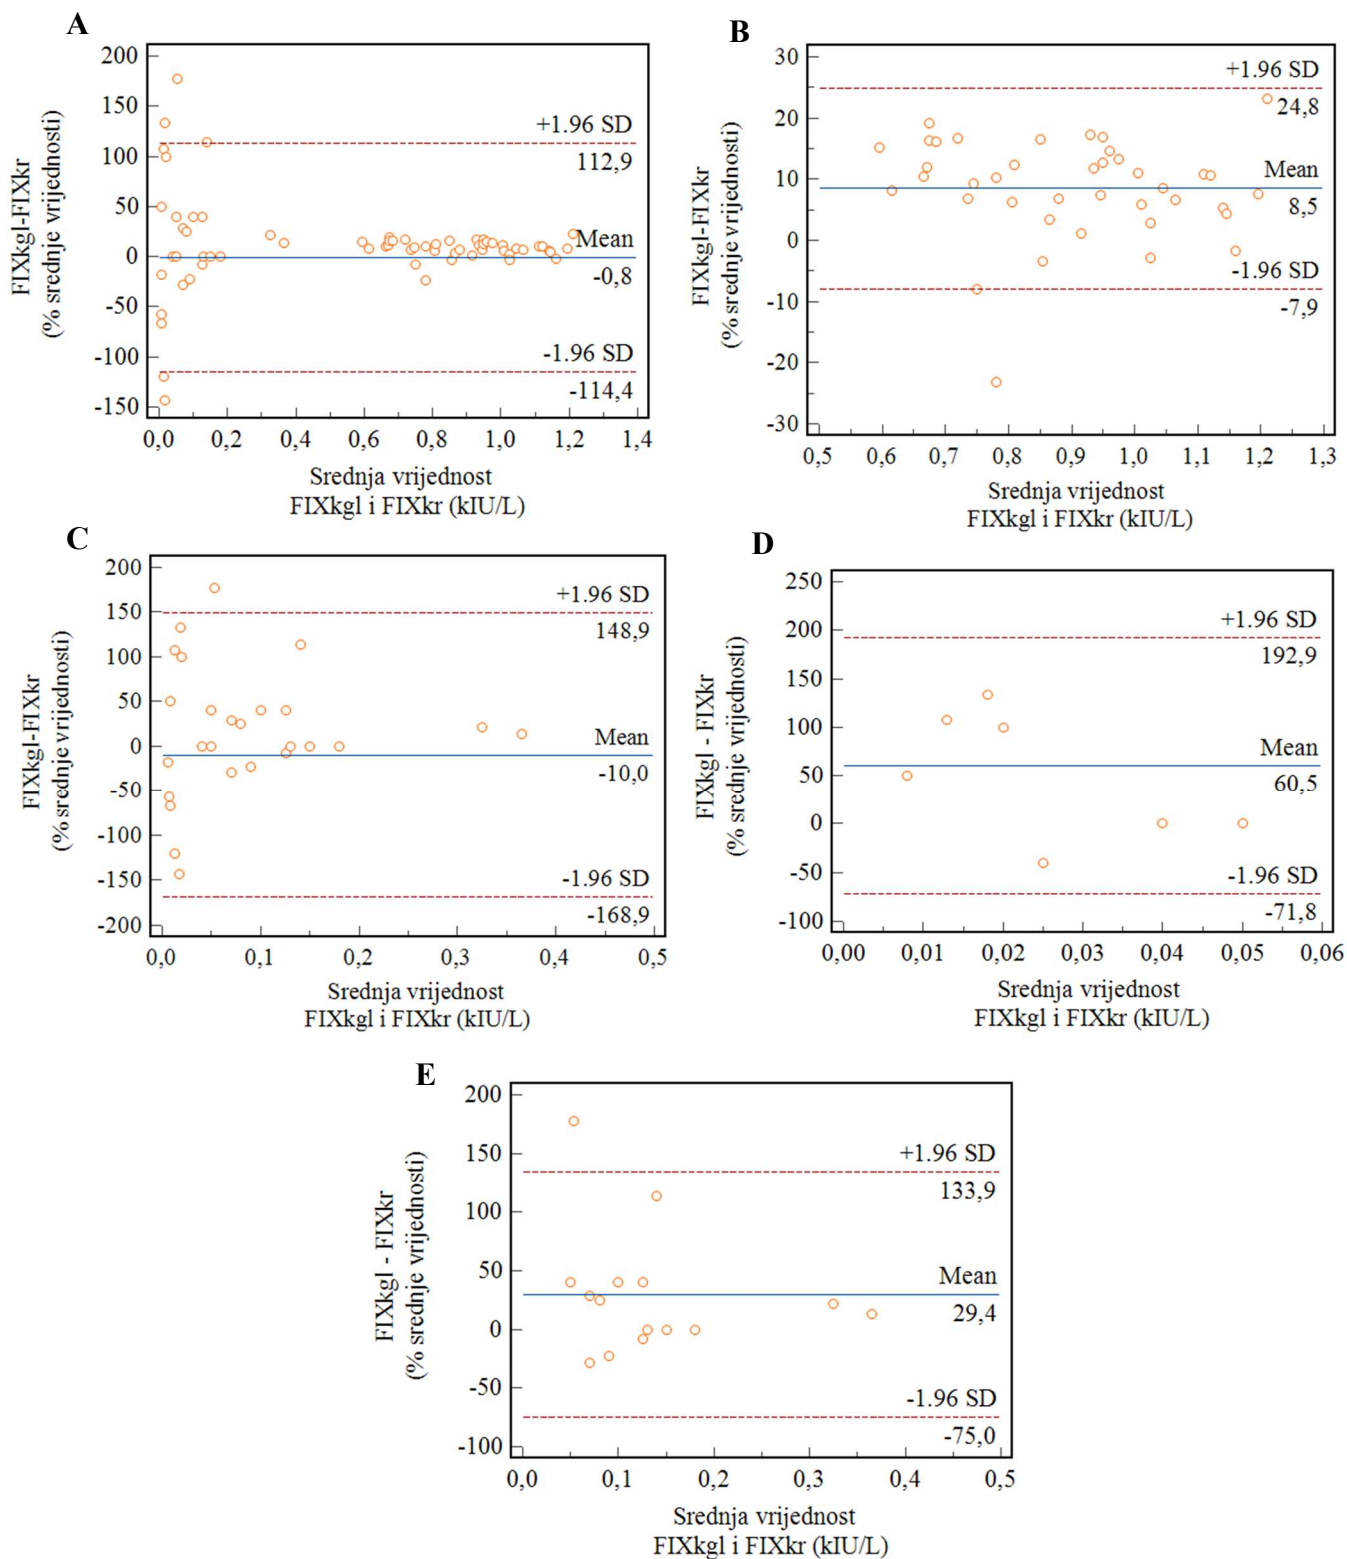 A
FIXkgl-FIXkr
(% srednje vrijednosti)
200
150
100
50
0
-50
-100
-150
+1.96 SD
112,9
Mean
-0,8
-1.96 SD
-114,4
0,0 0,2 0,4 0,6 0,8 1,0 1,2 1,4
Srednja vrijednost
FIXkgl i FIXkr (kIU/L)
B
FIXkgl-FIXkr
(% srednje vrijednosti)
30
20
10
0
-10
-20
-30
+1.96 SD
24,8
Mean
8,5
-1.96 SD
-7,9
0,5 0,6 0,7 0,8 0,9 1,0 1,1 1,2 1,3
Srednja vrijednost
FIXkgl i FIXkr (kIU/L)
C
FIXkgl-FIXkr
(% srednje vrijednosti)
200
150
100
50
0
-50
-100
-150
-200
+1.96 SD
148,9
Mean
-10,0
-1.96 SD
-168,9
0,0 0,1 0,2 0,3 0,4 0,5
Srednja vrijednost
FIXkgl i FIXkr (kIU/L)
D
FIXkgl - FIXkr
(% srednje vrijednosti)
250
200
150
100
50
0
-50
-100
+1.96 SD
192,9
Mean
60,5
-1.96 SD
-71,8
0,00 0,01 0,02 0,03 0,04 0,05 0,06
Srednja vrijednost
FIXkgl i FIXkr (kIU/L)
E
FIXkgl - FIXkr
(% srednje vrijednosti)
200
150
100
50
0
-50
-100
+1.96 SD
133,9
Mean
29,4
-1.96 SD
-75,0
0,0 0,1 0,2 0,3 0,4 0,5
Srednja vrijednost
FIXkgl i FIXkr (kIU/L)